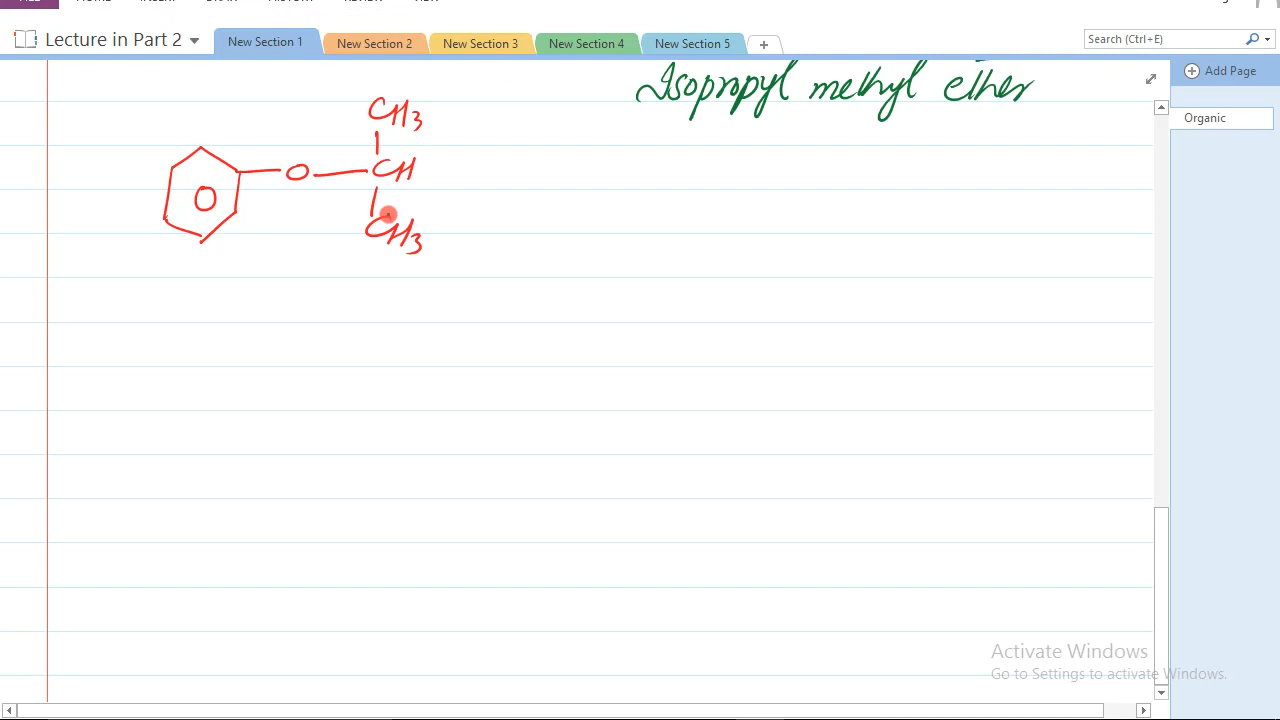 Lecture in Part 2
New Section 1
New Section 2
New Section 3
New Section 4
New Section 5
+
Search (Ctrl+E)
Add Page
Organic
Isopropyl methyl ether
CH3
O
CH
O
CH3
Activate Windows
Go to Settings to activate Windows.